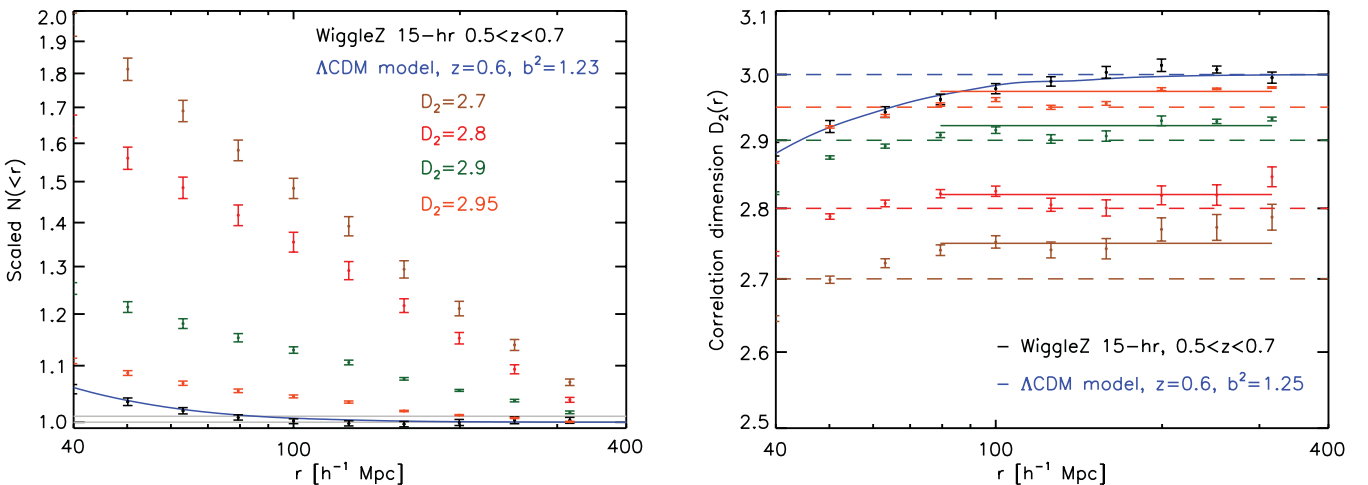 2.0
1.9
1.8
1.7
1.6
1.5
1.4
1.3
1.2
1.1
1.0
Scaled N(<r)
WiggleZ 15-hr 0.5<z<0.7
ΛCDM model, z=0.6, b²=1.23
D₂=2.7
D₂=2.8
D₂=2.9
D₂=2.95
40
100
400
r [h⁻¹ Mpc]
3.1
3.0
2.9
2.8
2.7
2.6
2.5
Correlation dimension D₂(r)
WiggleZ 15-hr, 0.5<z<0.7
ΛCDM model, z=0.6, b²=1.25
40
100
400
r [h⁻¹ Mpc]